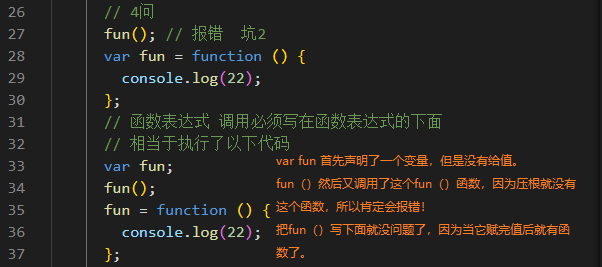 26 // 4问
27 fun(); // 报错  坑2
28 var fun = function () {
29   console.log(22);
30 };
31 // 函数表达式 调用必须写在函数表达式的下面
32 // 相当于执行了以下代码
33 var fun;
var fun 首先声明了一个变量，但是没有给值。
34 fun();
fun（）然后又调用了这个fun（）函数，因为压根就没有
35 fun = function () {
这个函数，所以肯定会报错！
36   console.log(22);
把fun（）写下面就没问题了，因为当它赋完值后就有函
37 };
数了。